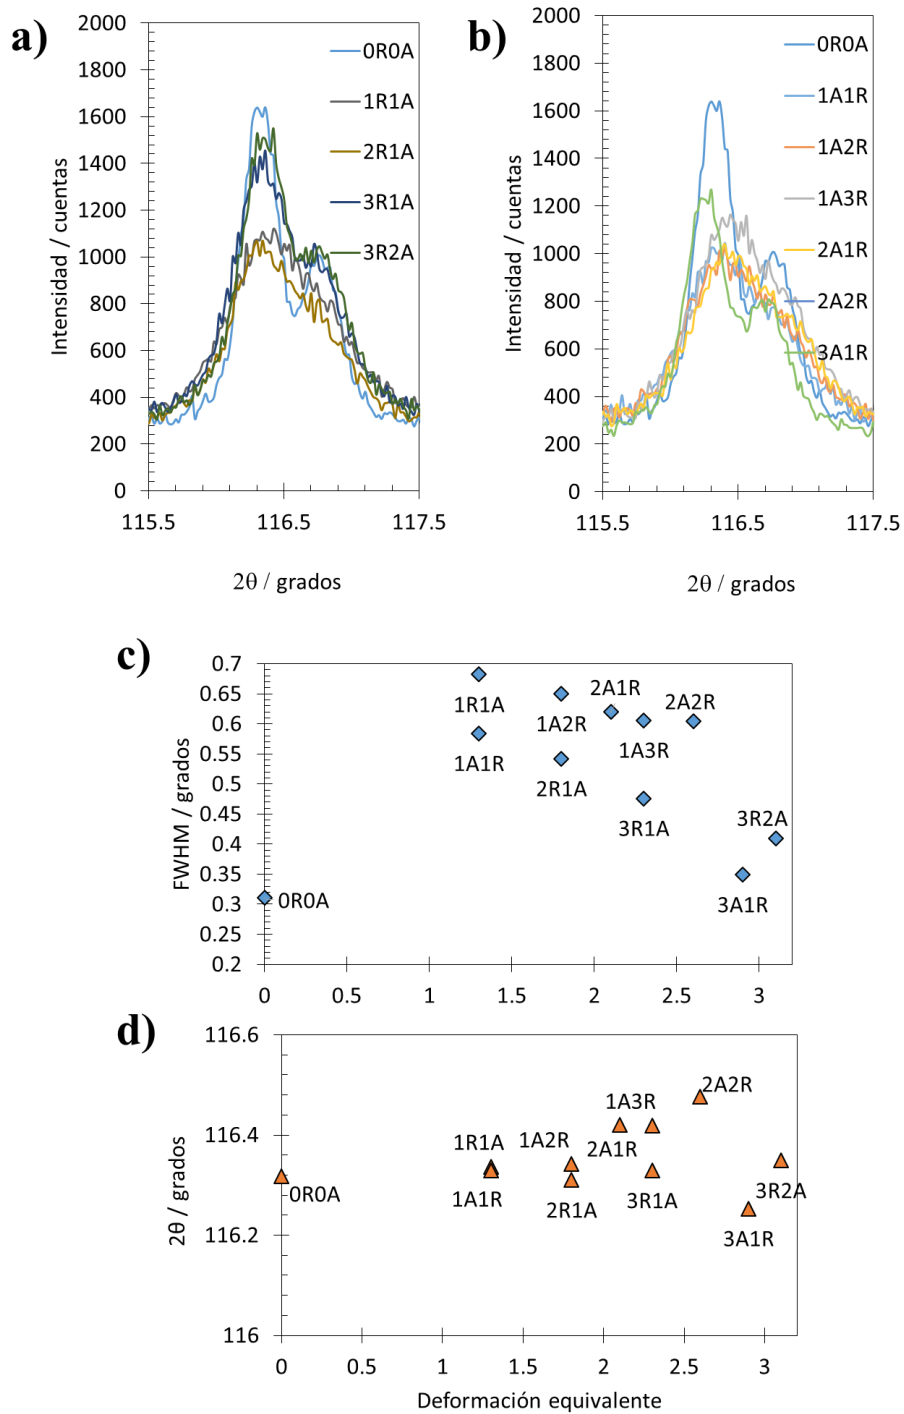 a)
2000
1800
1600
1400
1200
1000
800
600
400
200
0
Intensidad / cuentas
0R0A
1R1A
2R1A
3R1A
3R2A
115.5
116.5
117.5
2θ / grados
b)
2000
1800
1600
1400
1200
1000
800
600
400
200
0
Intensidad / cuentas
0R0A
1A1R
1A2R
1A3R
2A1R
2A2R
3A1R
115.5
116.5
117.5
2θ / grados
c)
0.7
0.65
0.6
0.55
0.5
0.45
0.4
0.35
0.3
0.25
0.2
FWHM / grados
0R0A
1R1A
1A1R
1A2R
2R1A
2A1R
1A3R
3R1A
2A2R
3A1R
3R2A
0
0.5
1
1.5
2
2.5
3
d)
116.6
116.4
116.2
116
2θ / grados
0R0A
1R1A
1A1R
1A2R
2R1A
2A1R
1A3R
3R1A
2A2R
3A1R
3R2A
0
0.5
1
1.5
2
2.5
3
Deformación equivalente